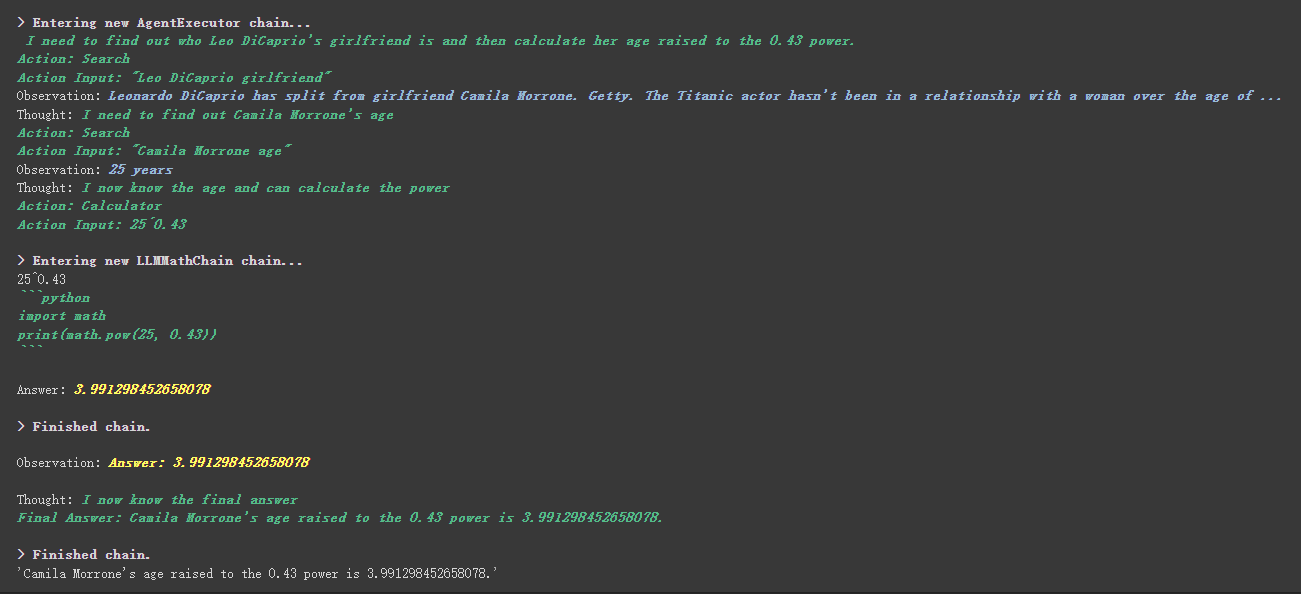 > Entering new AgentExecutor chain...
I need to find out who Leo DiCaprio's girlfriend is and then calculate her age raised to the 0.43 power.
Action: Search
Action Input: "Leo DiCaprio girlfriend"
Observation: Leonardo DiCaprio has split from girlfriend Camila Morrone. Getty. The Titanic actor hasn't been in a relationship with a woman over the age of ...
Thought: I need to find out Camila Morrone's age
Action: Search
Action Input: "Camila Morrone age"
Observation: 25 years
Thought: I now know the age and can calculate the power
Action: Calculator
Action Input: 25^0.43
> Entering new LLMMathChain chain...
25^0.43
```python
import math
print(math.pow(25, 0.43))
```
Answer: 3.991298452658078
> Finished chain.
Observation: Answer: 3.991298452658078
Thought: I now know the final answer
Final Answer: Camila Morrone's age raised to the 0.43 power is 3.991298452658078.
> Finished chain.
'Camila Morrone's age raised to the 0.43 power is 3.991298452658078.'